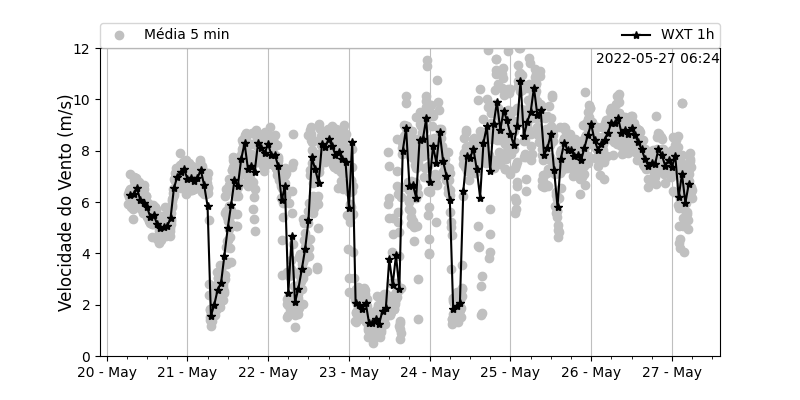 Média 5 min
WXT 1h
2022-05-27 06:24
Velocidade do Vento (m/s)
12
10
8
6
4
2
0
20 - May
21 - May
22 - May
23 - May
24 - May
25 - May
26 - May
27 - May